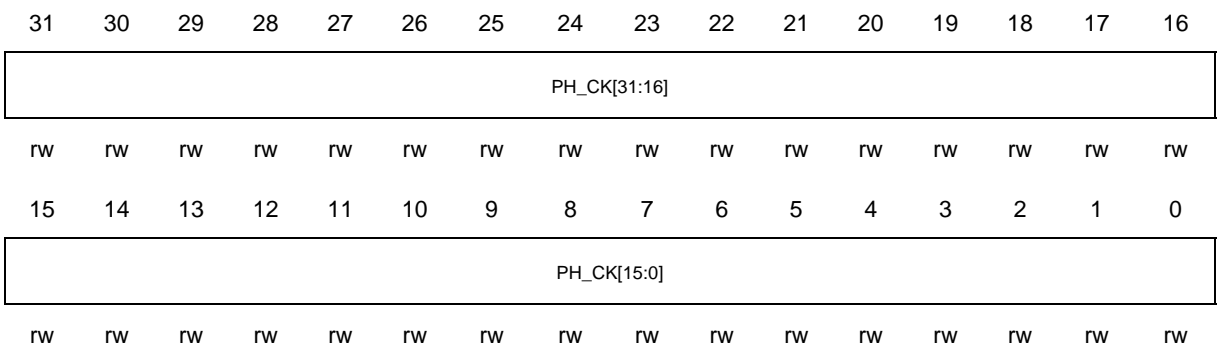 31 30 29 28 27 26 25 24 23 22 21 20 19 18 17 16
PH_CK[31:16]
rw rw rw rw rw rw rw rw rw rw rw rw rw rw rw rw
15 14 13 12 11 10 9 8 7 6 5 4 3 2 1 0
PH_CK[15:0]
rw rw rw rw rw rw rw rw rw rw rw rw rw rw rw rw